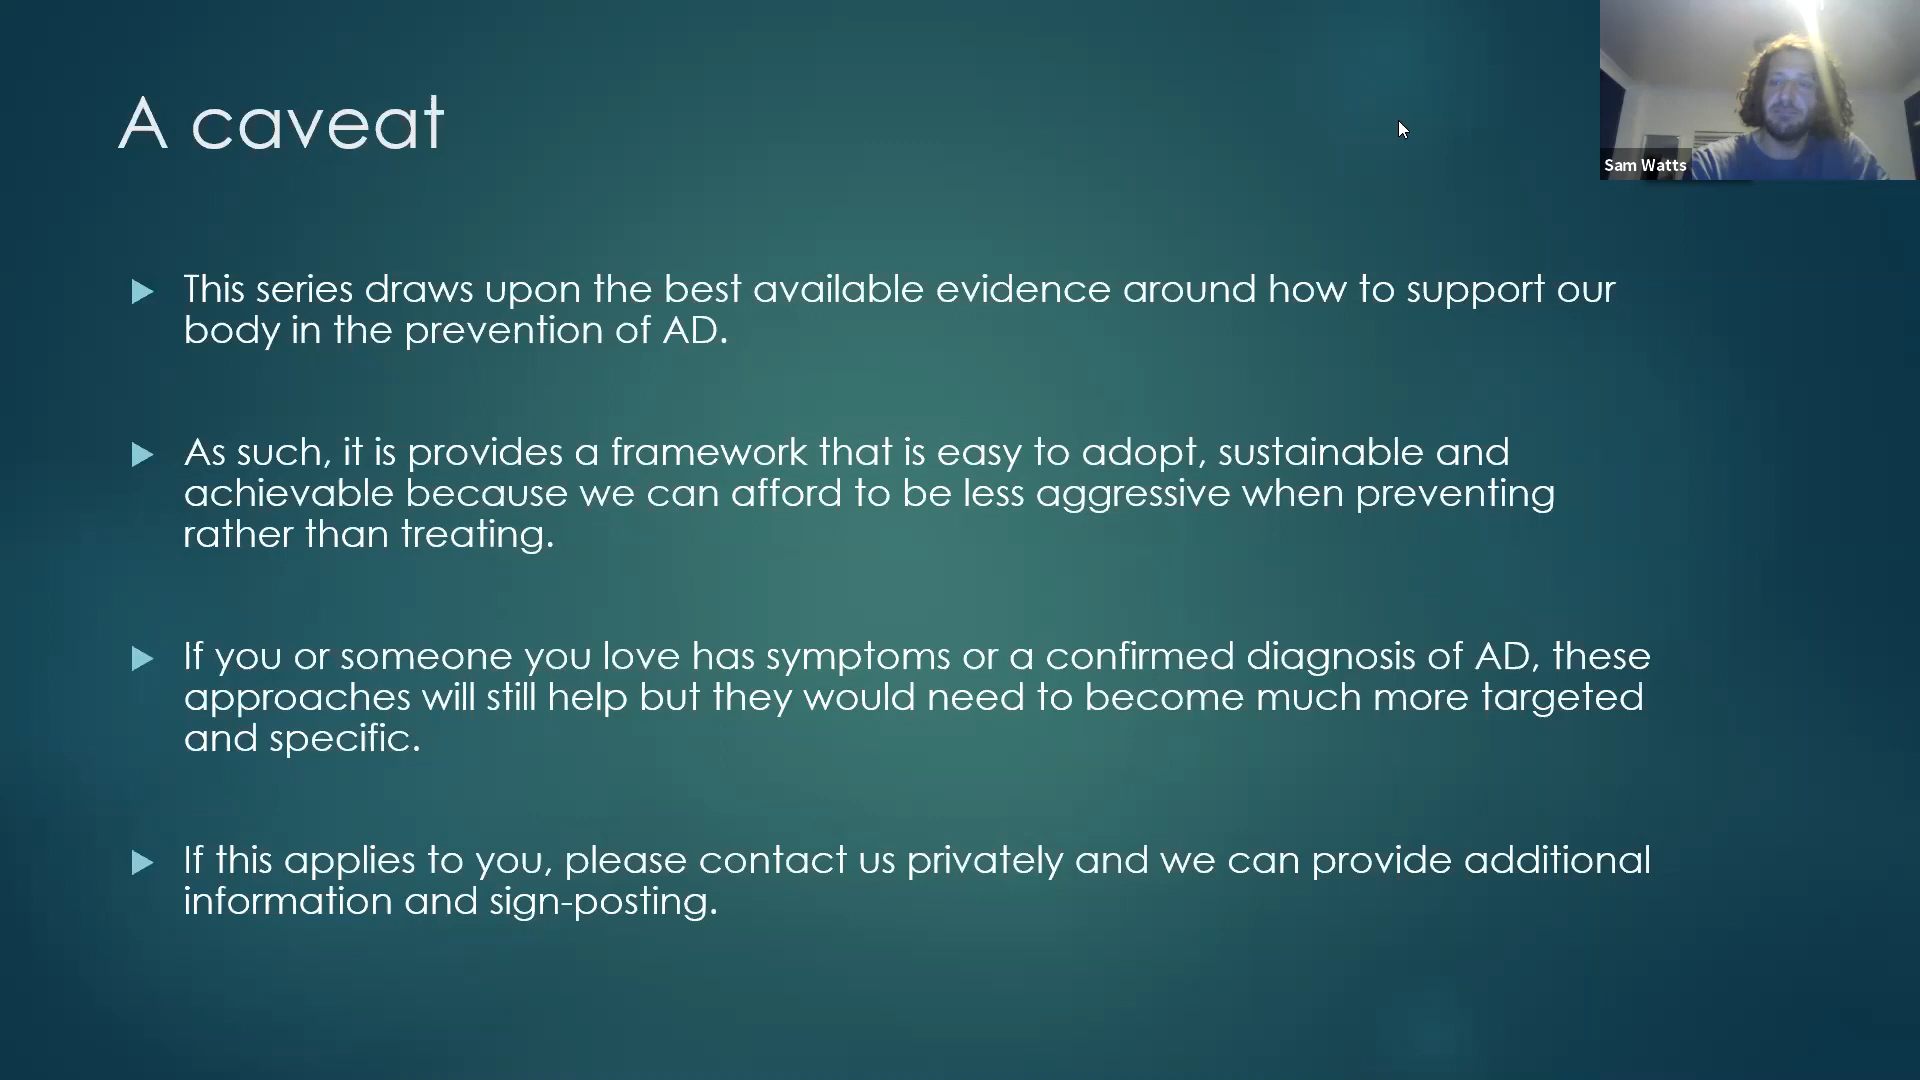 A caveat
Sam Watts
This series draws upon the best available evidence around how to support our
body in the prevention of AD.
As such, it is provides a framework that is easy to adopt, sustainable and
achievable because we can afford to be less aggressive when preventing
rather than treating.
If you or someone you love has symptoms or a confirmed diagnosis of AD, these
approaches will still help but they would need to become much more targeted
and specific.
If this applies to you, please contact us privately and we can provide additional
information and sign-posting.